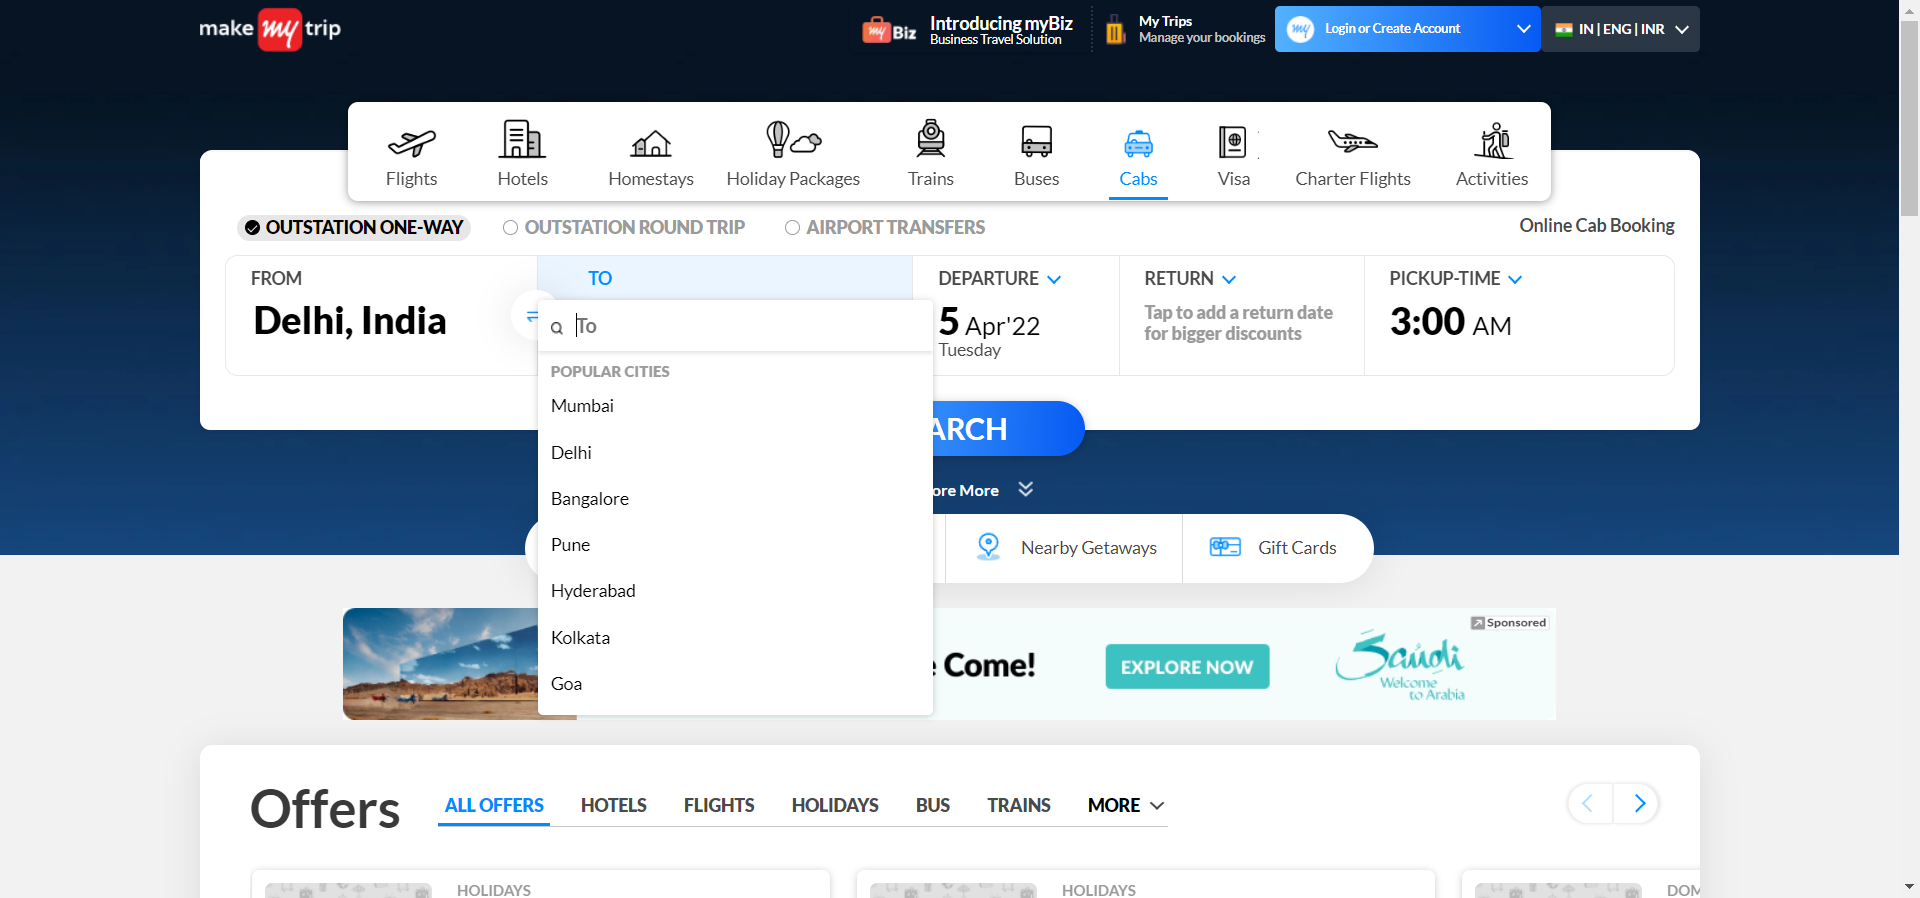 make my trip
my Biz
Introducing myBiz
Business Travel Solution
My Trips
Manage your bookings
my
Login or Create Account
IN | ENG | INR
Flights
Hotels
Homestays
Holiday Packages
Trains
Buses
Cabs
Visa
Charter Flights
Activities
OUTSTATION ONE-WAY
OUTSTATION ROUND TRIP
AIRPORT TRANSFERS
Online Cab Booking
FROM
Delhi, India
TO
To
POPULAR CITIES
Mumbai
Delhi
Bangalore
Pune
Hyderabad
Kolkata
Goa
DEPARTURE
5 Apr'22
Tuesday
RETURN
Tap to add a return date
for bigger discounts
PICKUP-TIME
3:00 AM
ARCH
ore More
Nearby Getaways
Gift Cards
Come!
EXPLORE NOW
Sponsored
Saudi
Welcome
to Arabia
Offers
ALL OFFERS
HOTELS
FLIGHTS
HOLIDAYS
BUS
TRAINS
MORE
HOLIDAYS
HOLIDAYS
DOM